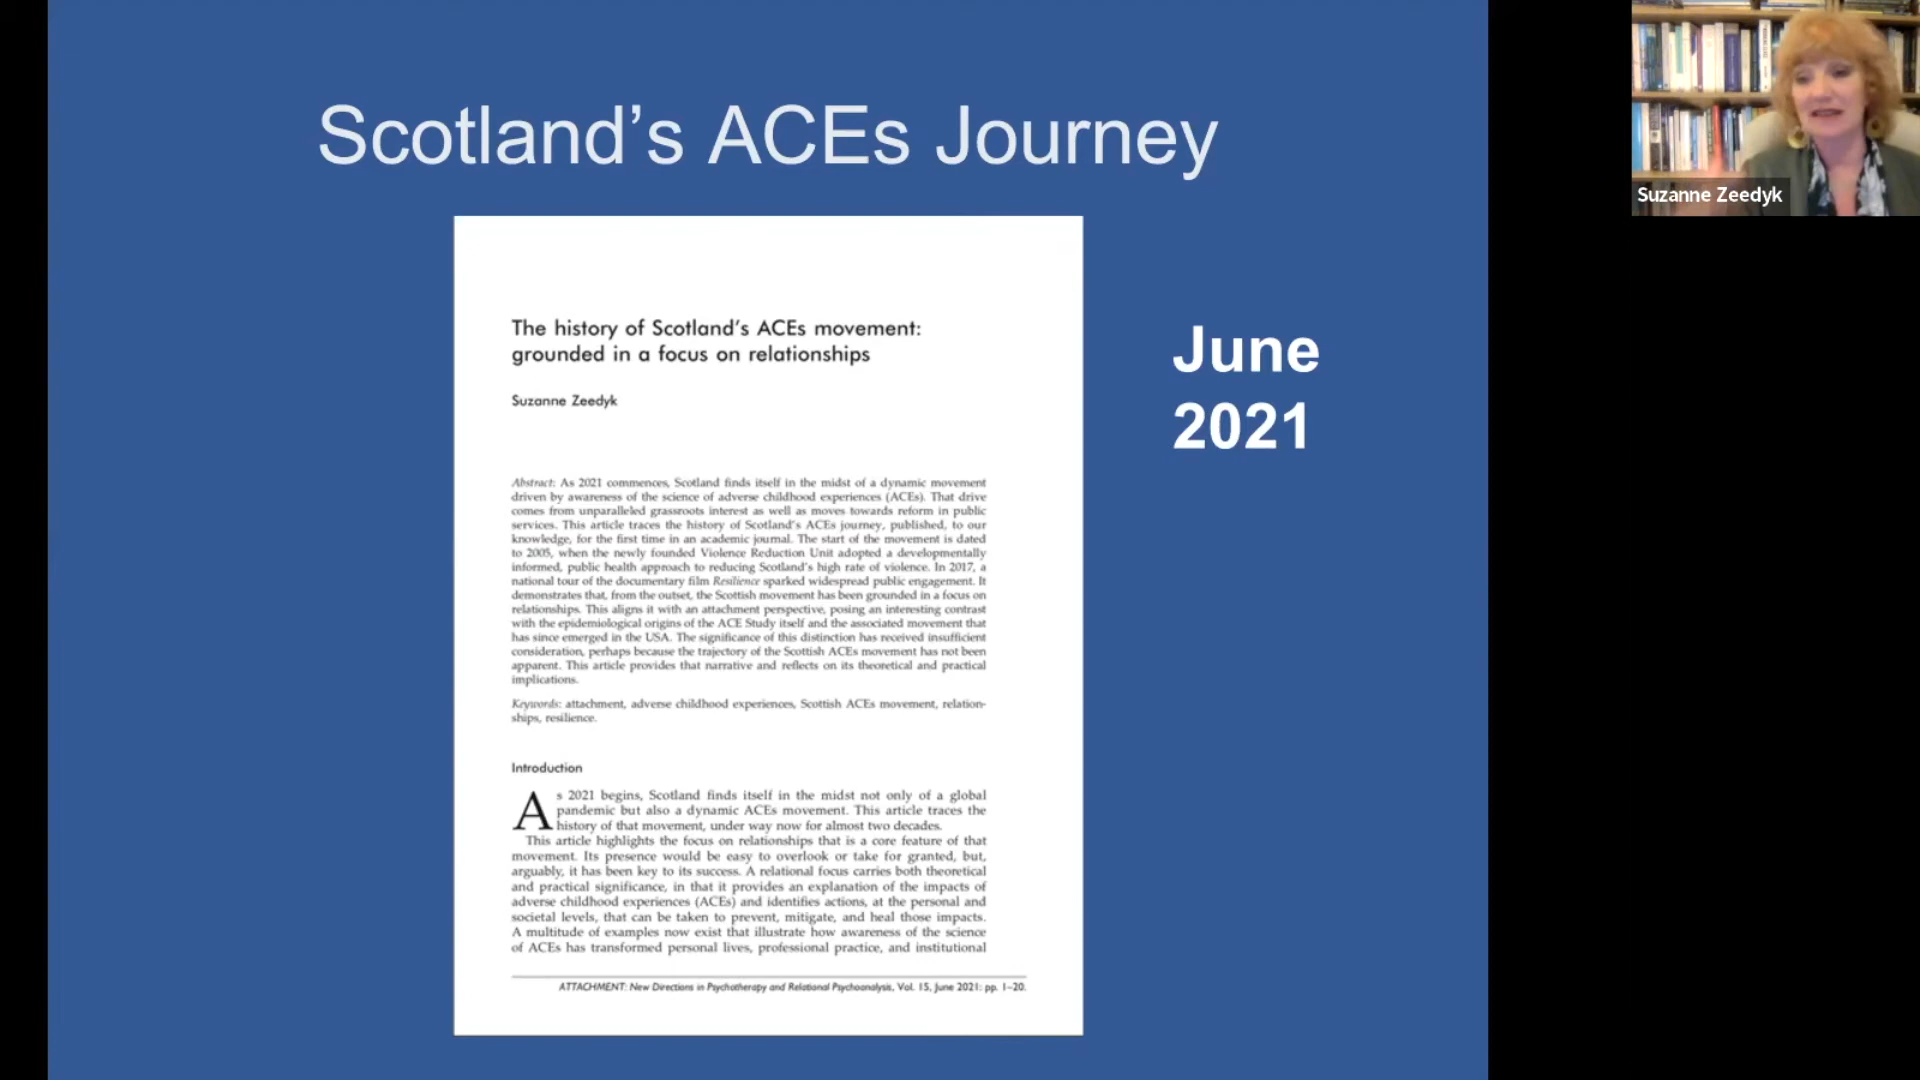 Scotland’s ACEs Journey
The history of Scotland’s ACEs movement:
grounded in a focus on relationships
Suzanne Zeedyk
Abstract: As 2021 commences, Scotland finds itself in the midst of a dynamic movement
driven by awareness of the science of adverse childhood experiences (ACEs). That drive
comes from unparalleled grassroots interest as well as moves towards reform in public
services. This article traces the history of Scotland’s ACEs journey, published, to our
knowledge, for the first time in an academic journal. The start of the movement is dated
to 2005, when the newly founded Violence Reduction Unit adopted a developmentally
informed, public health approach to reducing Scotland’s high rate of violence. In 2017, a
national tour of the documentary film Resilience sparked widespread public engagement. It
demonstrates that, from the outset, the Scottish movement has been grounded in a focus on
relationships. This aligns it with an attachment perspective, posing an interesting contrast
with the epidemiological origins of the ACE Study itself and the associated movement that
has since emerged in the USA. The significance of this distinction has received insufficient
consideration, perhaps because the trajectory of the Scottish ACEs movement has not been
apparent. This article provides that narrative and reflects on its theoretical and practical
implications.
Keywords: attachment, adverse childhood experiences, Scottish ACEs movement, relation-
ships, resilience.
Introduction
As 2021 begins, Scotland finds itself in the midst not only of a global
pandemic but also a dynamic ACEs movement. This article traces the
history of that movement, under way now for almost two decades.
This article highlights the focus on relationships that is a core feature of that
movement. Its presence would be easy to overlook or take for granted, but,
arguably, it has been key to its success. A relational focus carries both theoretical
and practical significance, in that it provides an explanation of the impacts of
adverse childhood experiences (ACEs) and identifies actions, at the personal and
societal levels, that can be taken to prevent, mitigate, and heal those impacts.
A multitude of examples now exist that illustrate how awareness of the science
of ACEs has transformed personal lives, professional practice, and institutional
ATTACHMENT: New Directions in Psychotherapy and Relational Psychoanalysis, Vol. 15, June 2021: pp. 1–20.
June
2021
Suzanne Zeedyk